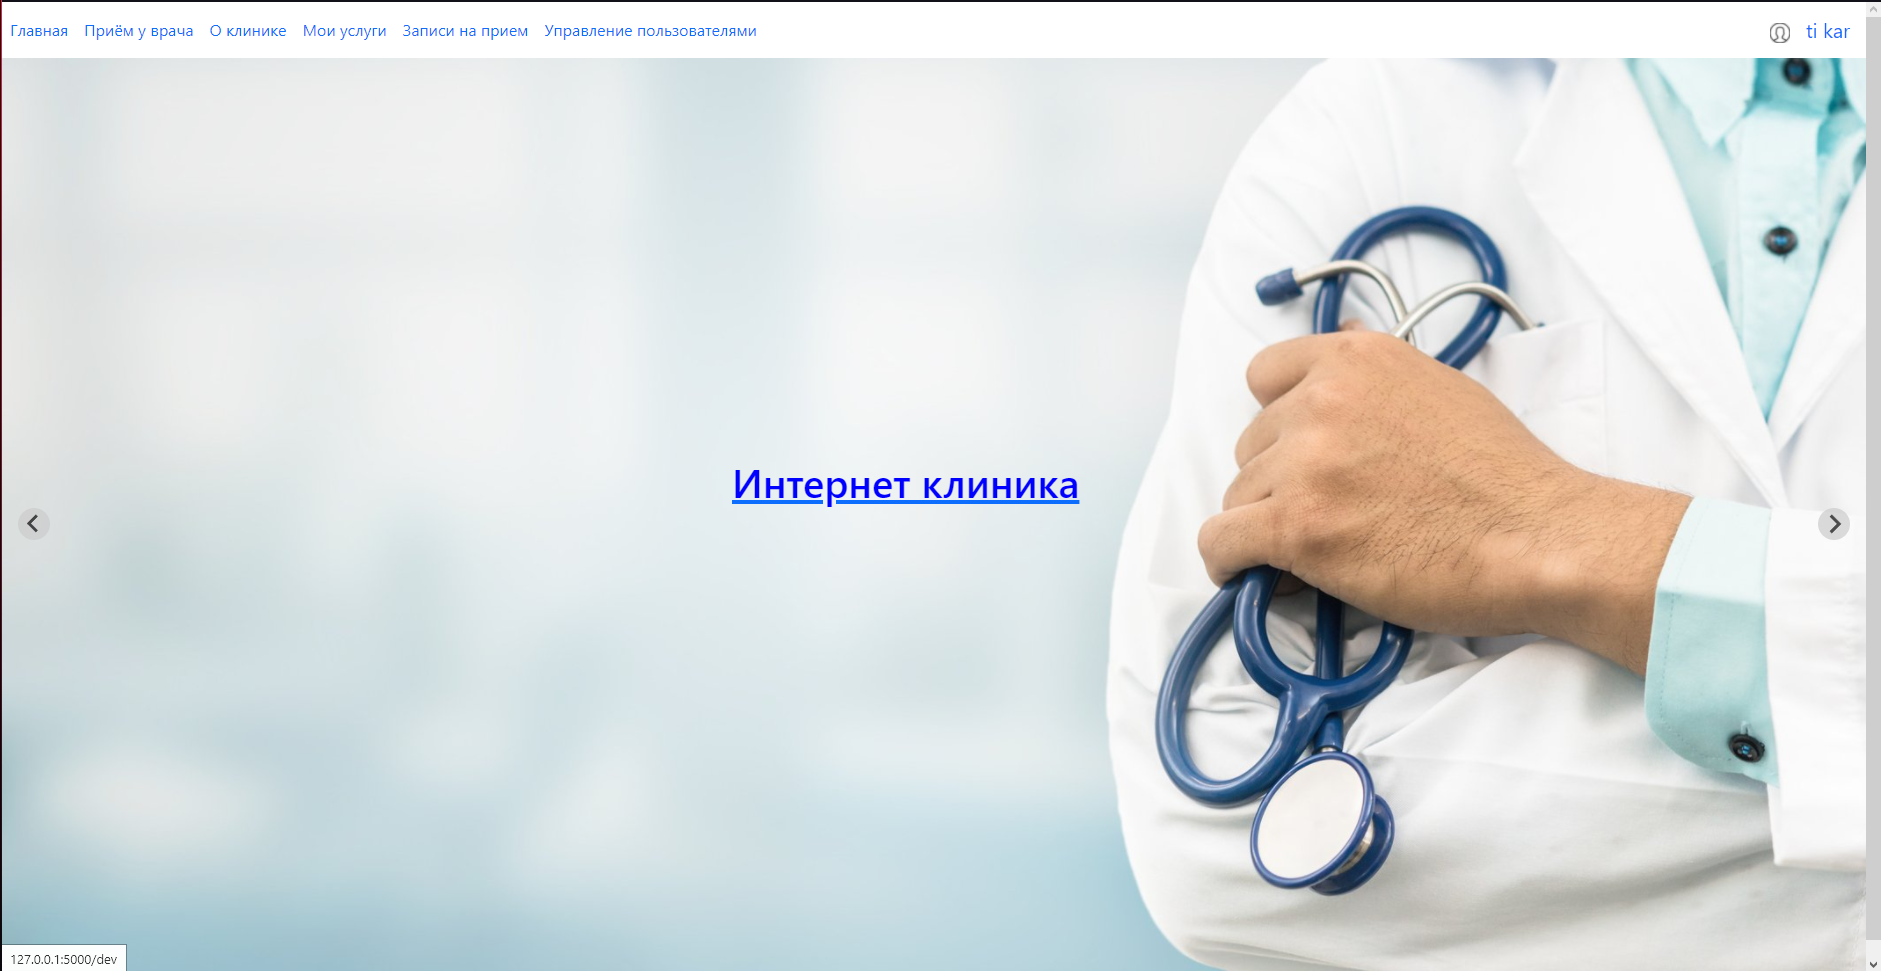 Главная Приём у врача О клинике Мои услуги Записи на прием Управление пользователями ti kar
Интернет клиника
127.0.0.1:5000/dev